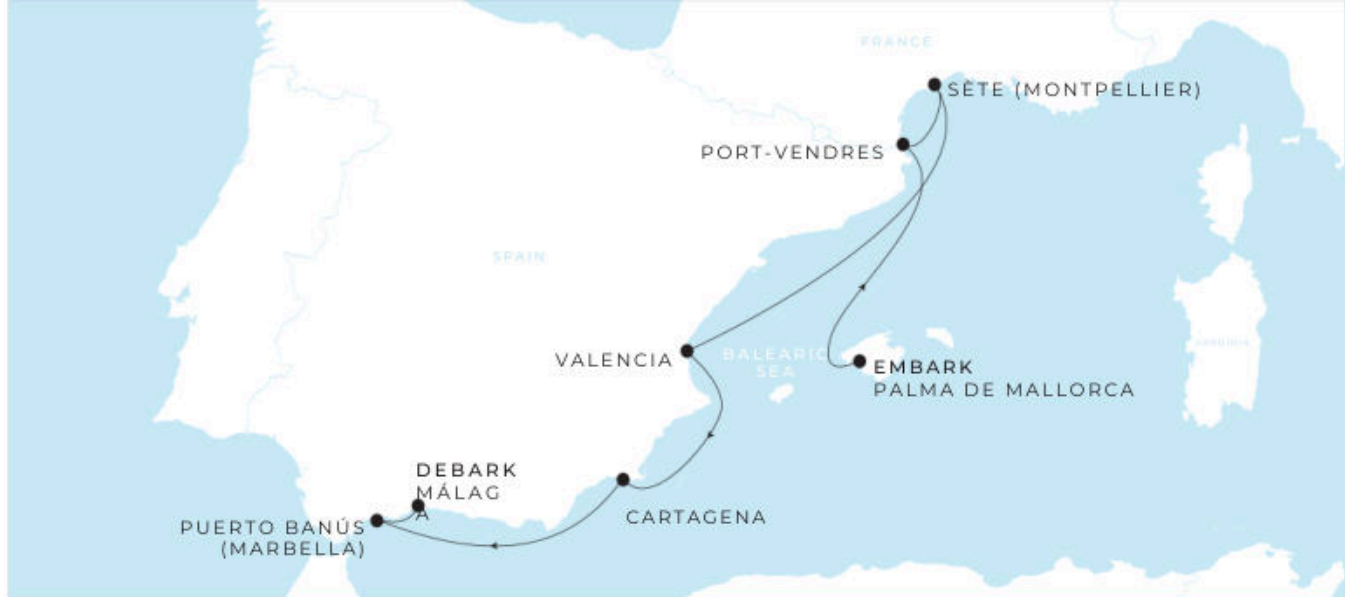 FRANCE
SÈTE (MONTPELLIER)
PORT-VENDRES
SPAIN
VALENCIA
BALEARIC
SEA
SARDINIA
EMBARK
PALMA DE MALLORCA
DEBARK
MÁLAG
A
CARTAGENA
PUERTO BANÚS
(MARBELLA)